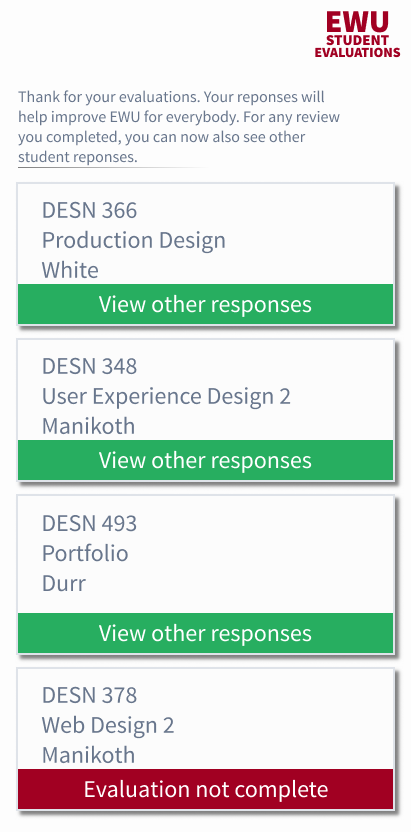 EWU
STUDENT
EVALUATIONS
Thank for your evaluations. Your reponses will
help improve EWU for everybody. For any review
you completed, you can now also see other
student reponses.
DESN 366
Production Design
White
View other responses
DESN 348
User Experience Design 2
Manikoth
View other responses
DESN 493
Portfolio
Durr
View other responses
DESN 378
Web Design 2
Manikoth
Evaluation not complete